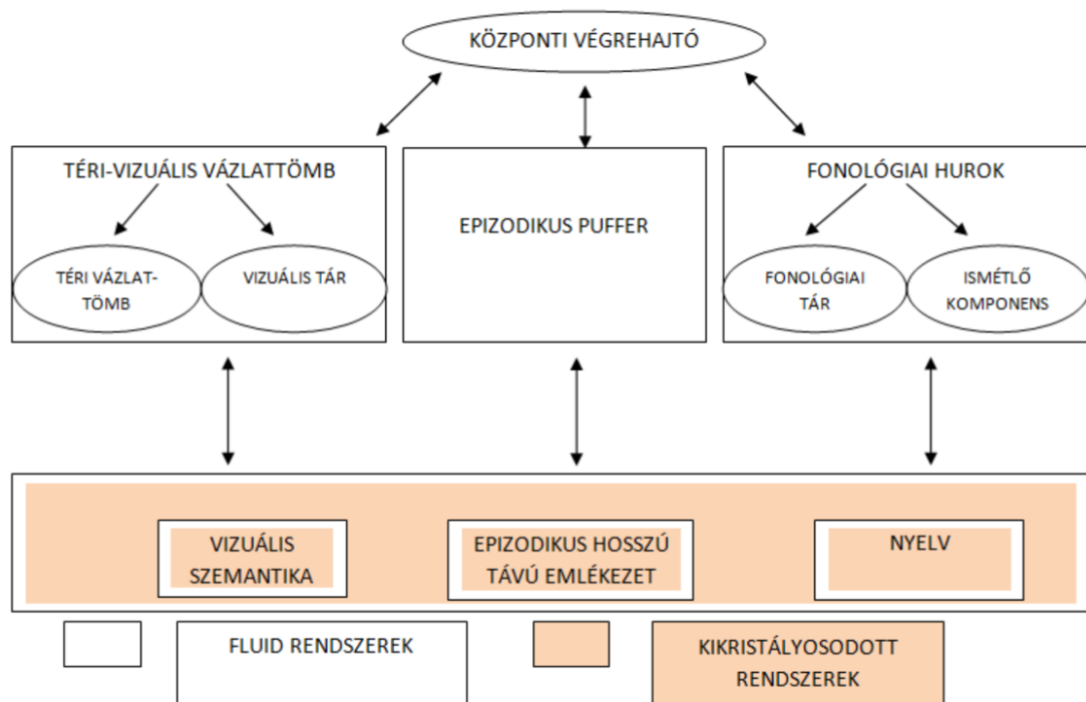 KÖZPONTI VÉGREHAJTÓ
TÉRI-VIZUÁLIS VÁZLATTÖMB
TÉRI VÁZLAT-
TÖMB
VIZUÁLIS TÁR
EPIZODIKUS PUFFER
FONOLÓGIAI HUROK
FONOLÓGIAI
TÁR
ISMÉTLŐ
KOMPONENS
VIZUÁLIS
SZEMANTIKA
EPIZODIKUS HOSSZÚ
TÁVÚ EMLÉKEZET
NYELV
FLUID RENDSZEREK
KIKRISTÁLYOSODOTT
RENDSZEREK